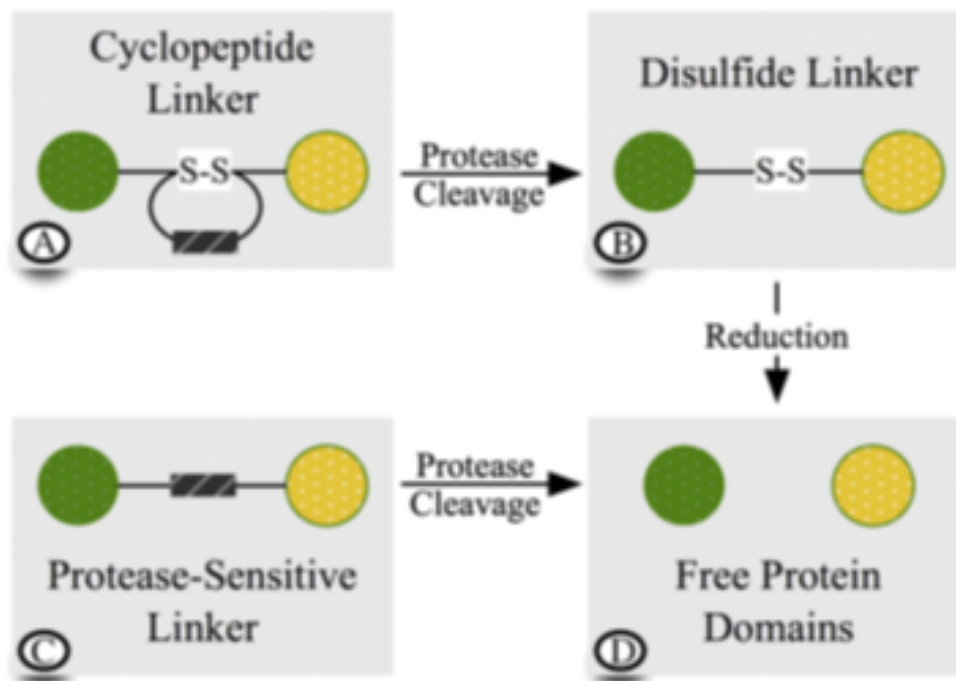 Cyclopeptide
Linker
S-S
A
Protease
Cleavage
Disulfide Linker
S-S
B
Reduction
Protease-Sensitive
Linker
C
Protease
Cleavage
Free Protein
Domains
D